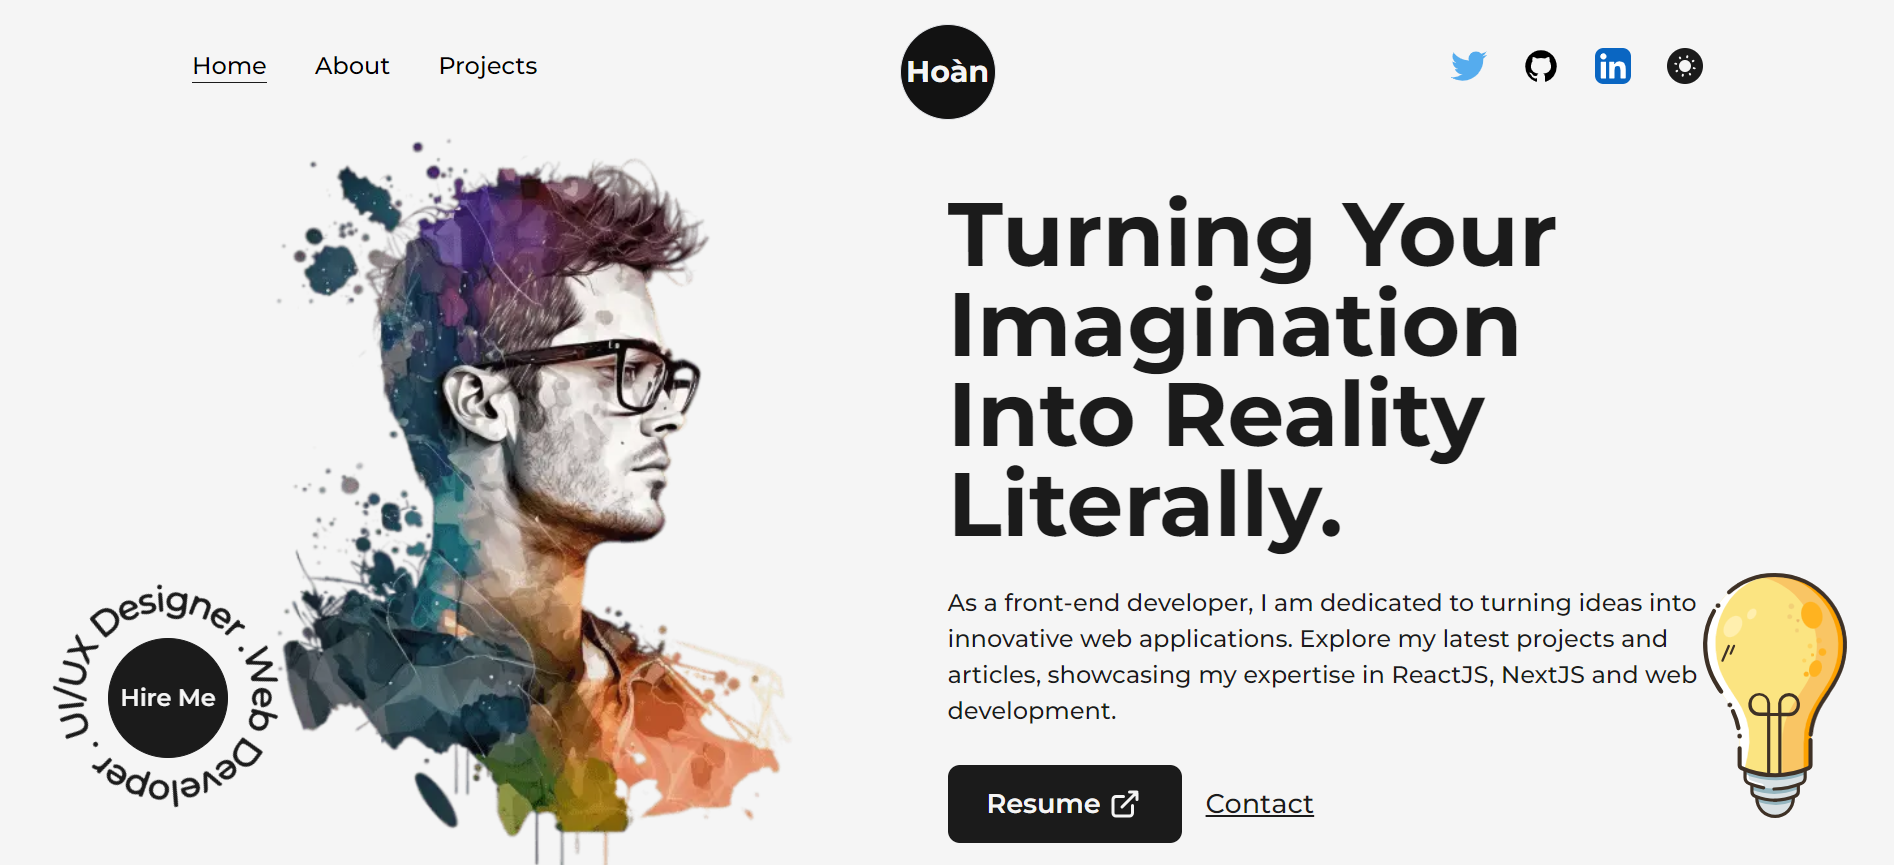 Home About Projects
Hoàn
in
Turning Your
Imagination
Into Reality
Literally.
As a front-end developer, I am dedicated to turning ideas into
innovative web applications. Explore my latest projects and
articles, showcasing my expertise in ReactJS, NextJS and web
development.
Resume Contact
UI/UX Designer . Web Developer .
Hire Me